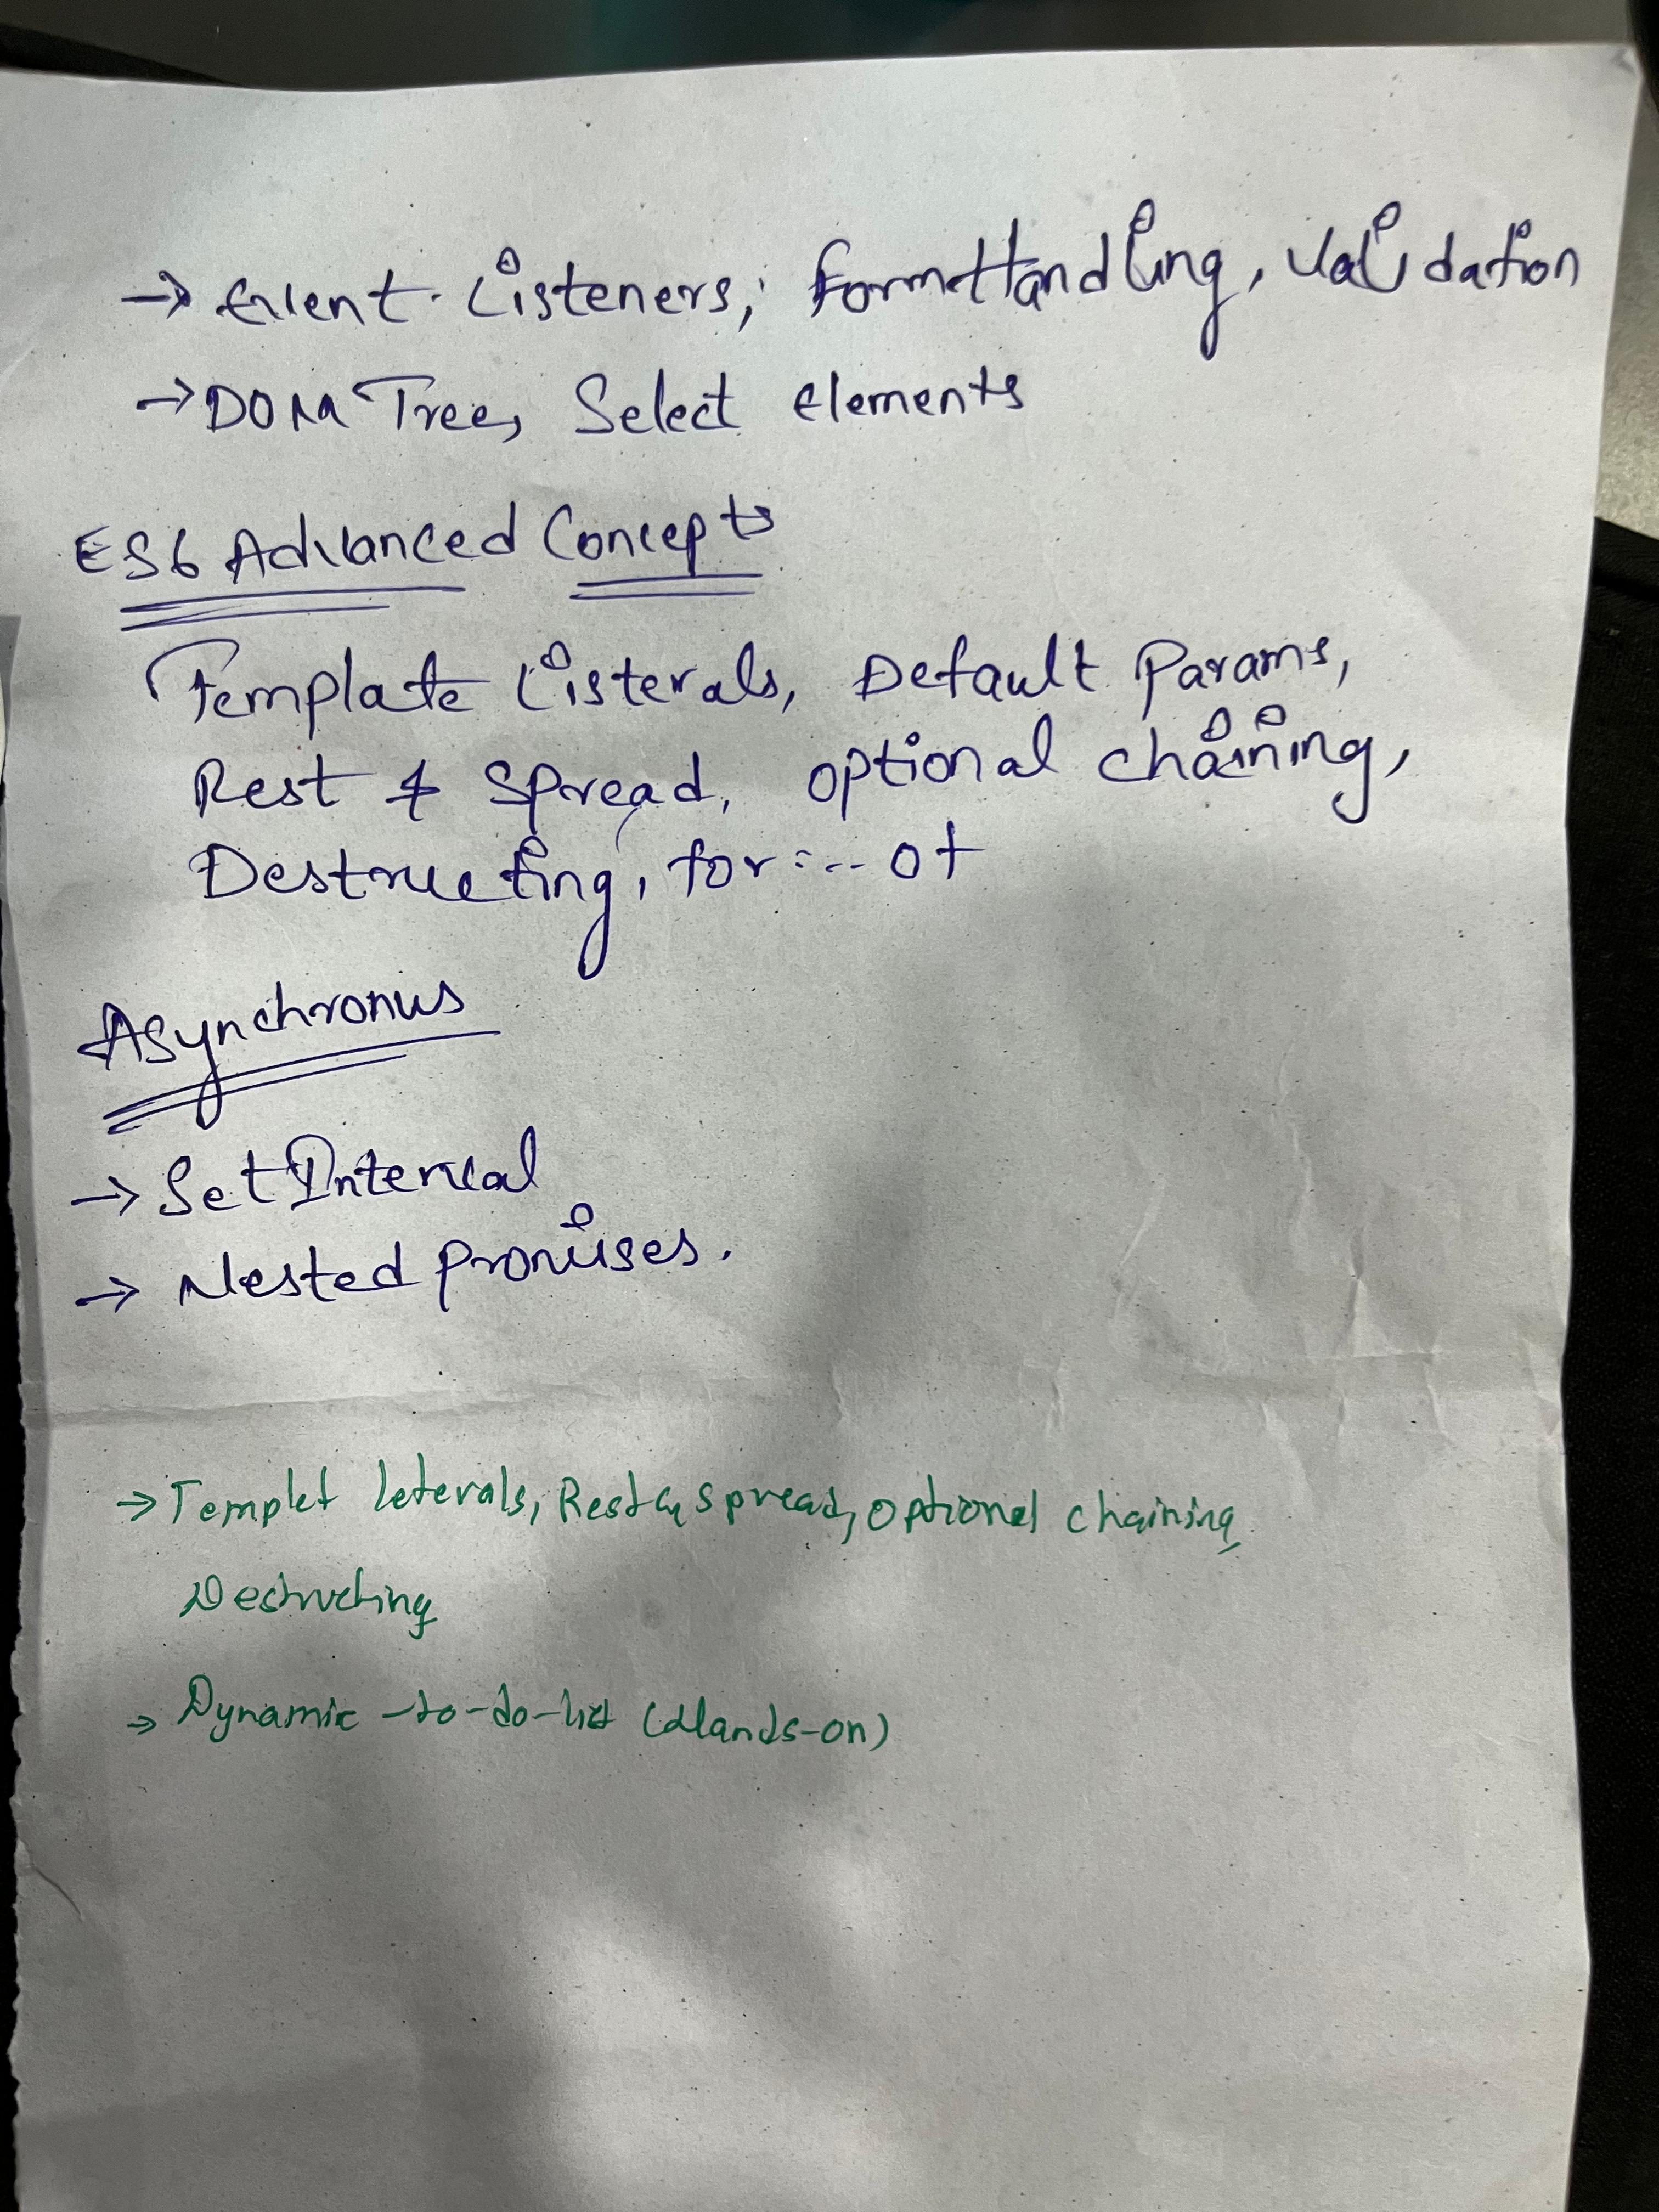 → Event Listeners, Form Handling, Validation
→ DOM Tree, Select Elements
ES6 Advanced Concepts
Template Listerals, Default Params,
Rest & Spread, Optional chaining,
Destructing, for ... of
Asynchronus
→ Set Interval
→ Nested Promises.
→ Templet leterals, Rest & spread, Optional chaining,
Destructing
→ Dynamic -to-do-list (Hands-on)